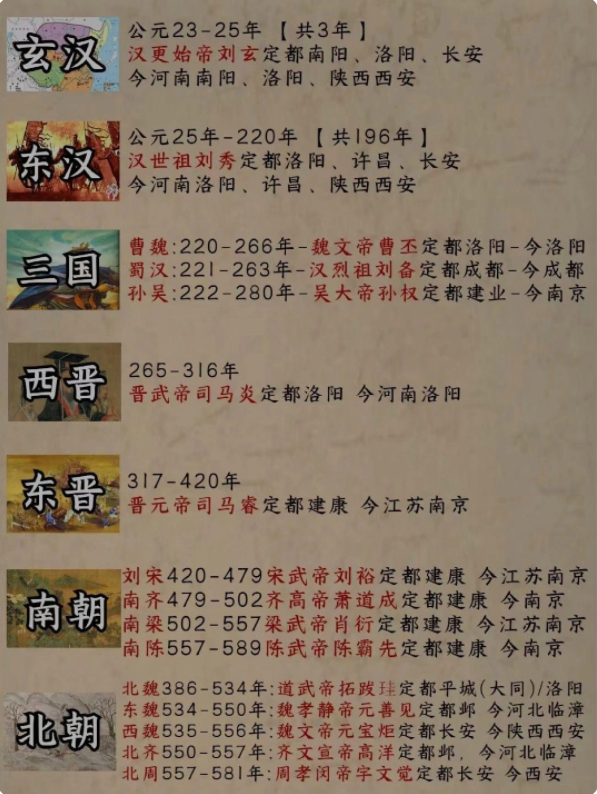 玄汉
公元23-25年 【共3年】
汉更始帝刘玄定都南阳、洛阳、长安
今河南南阳、洛阳、陕西西安
东汉
公元25年-220年 【共196年】
汉世祖刘秀定都洛阳、许昌、长安
今河南洛阳、许昌、陕西西安
三国
曹魏:220-266年-魏文帝曹丕定都洛阳-今洛阳
蜀汉:221-263年-汉烈祖刘备定都成都-今成都
孙吴:222-280年-吴大帝孙权定都建业-今南京
西晋
265-316年
晋武帝司马炎定都洛阳 今河南洛阳
东晋
317-420年
晋元帝司马睿定都建康 今江苏南京
南朝
刘宋420-479宋武帝刘裕定都建康 今江苏南京
南齐479-502齐高帝萧道成定都建康 今南京
南梁502-557梁武帝肖衍定都建康 今江苏南京
南陈557-589陈武帝陈霸先定都建康 今南京
北朝
北魏386-534年:道武帝拓跋珪定都平城(大同)/洛阳
东魏534-550年:魏孝静帝元善见定都邺 今河北临漳
西魏535-556年:魏文帝元宝炬定都长安 今陕西西安
北齐550-557年:齐文宣帝高洋定都邺，今河北临漳
北周557-581年:周孝闵帝宇文觉定都长安 今西安